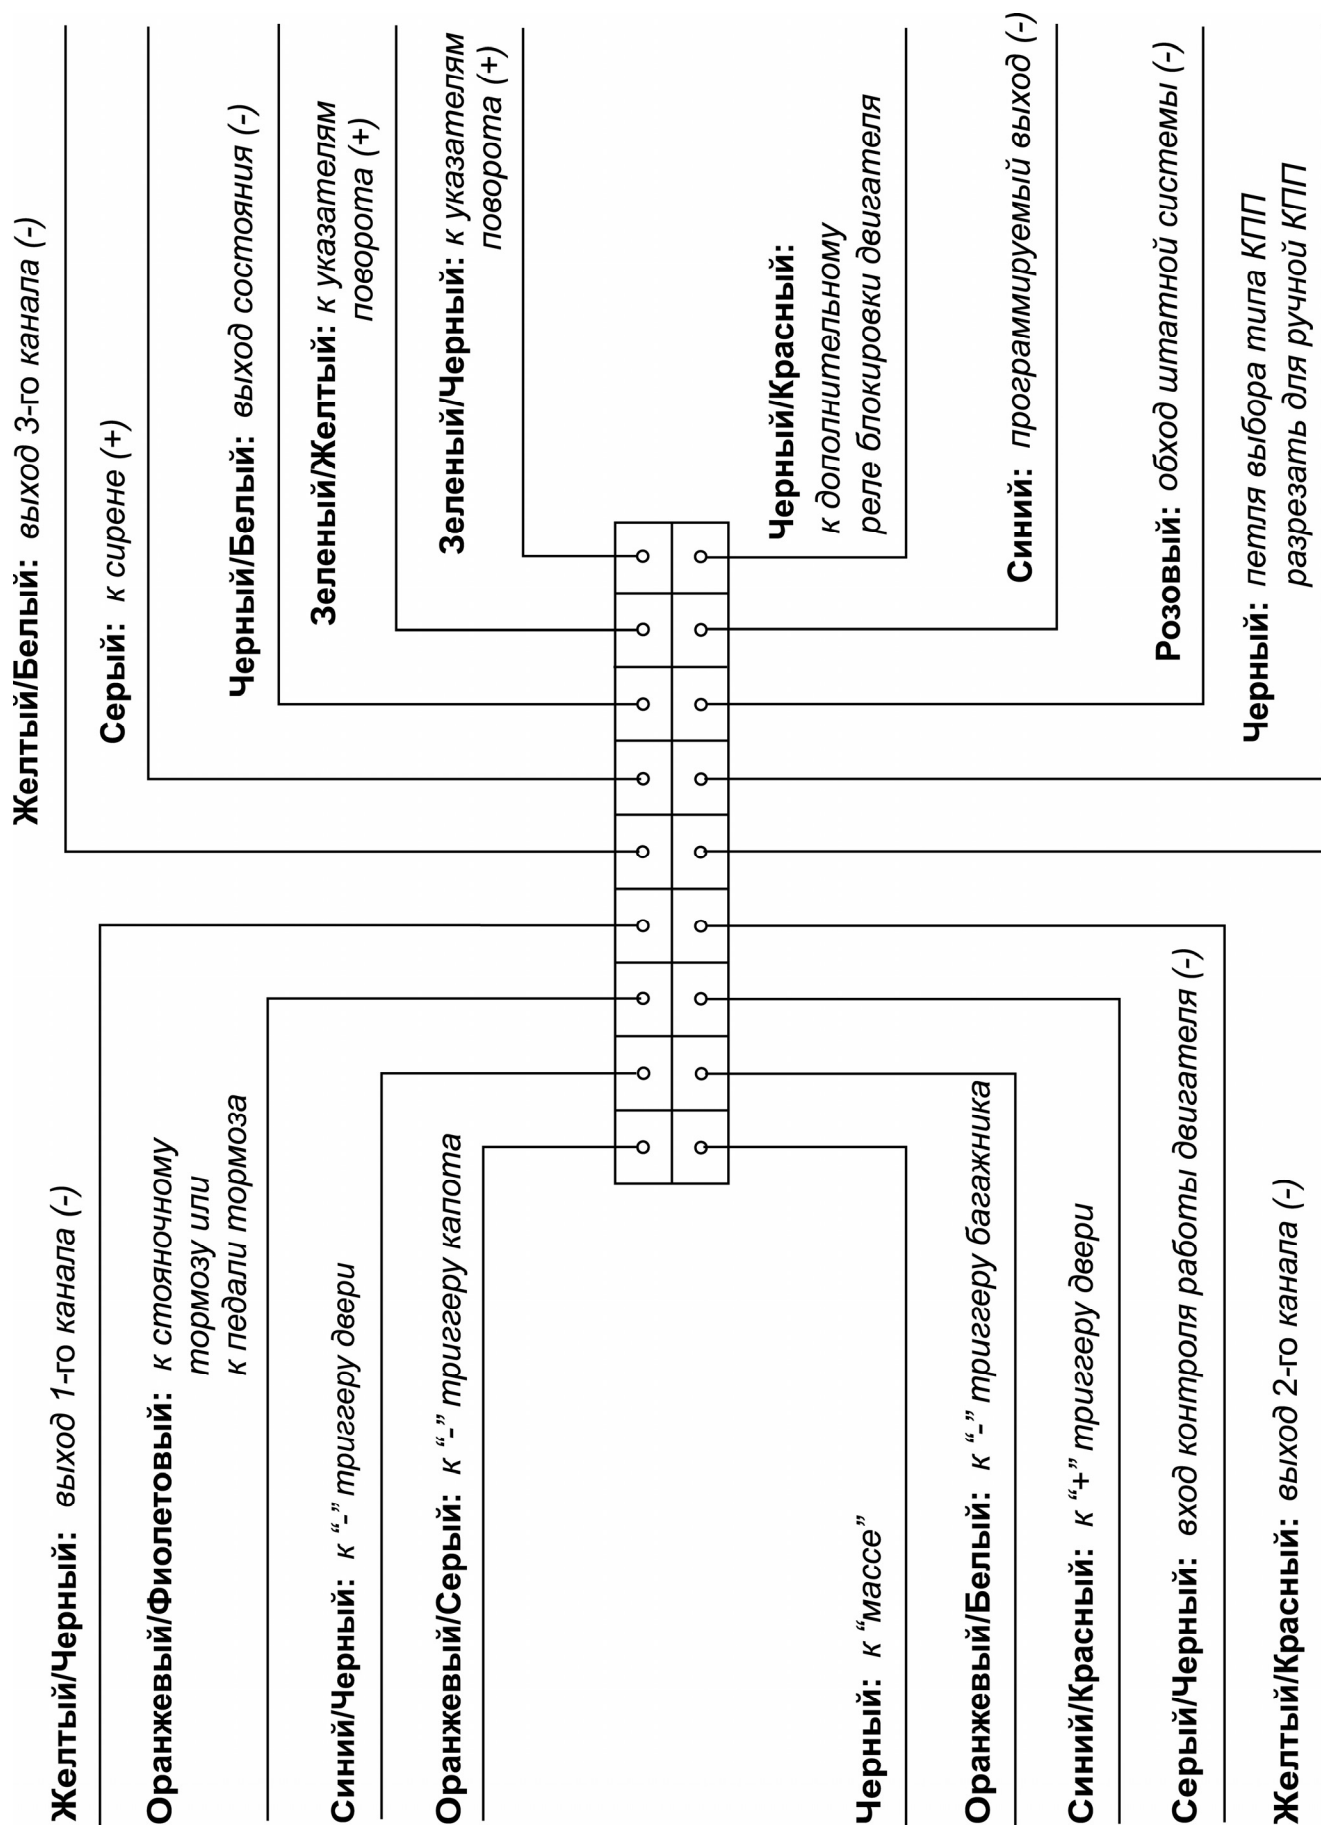 Желтый/Черный: выход 1-го канала (-)
Оранжевый/Фиолетовый: к стояночному
тормозу или
к педали тормоза
Синий/Черный: к “-” триггеру двери
Оранжевый/Серый: к “-” триггеру капота
Черный: к “массе”
Оранжевый/Белый: к “-” триггеру багажника
Синий/Красный: к “+” триггеру двери
Серый/Черный: вход контроля работы двигателя (-)
Желтый/Красный: выход 2-го канала (-)
Желтый/Белый: выход 3-го канала (-)
Серый: к сирене (+)
Черный/Белый: выход состояния (-)
Зеленый/Желтый: к указателям
поворота (+)
Зеленый/Черный: к указателям
поворота (+)
Черный/Красный:
к дополнительному
реле блокировки двигателя
Синий: программируемый выход (-)
Розовый: обход штатной системы (-)
Черный: петля выбора типа КПП
разрезать для ручной КПП